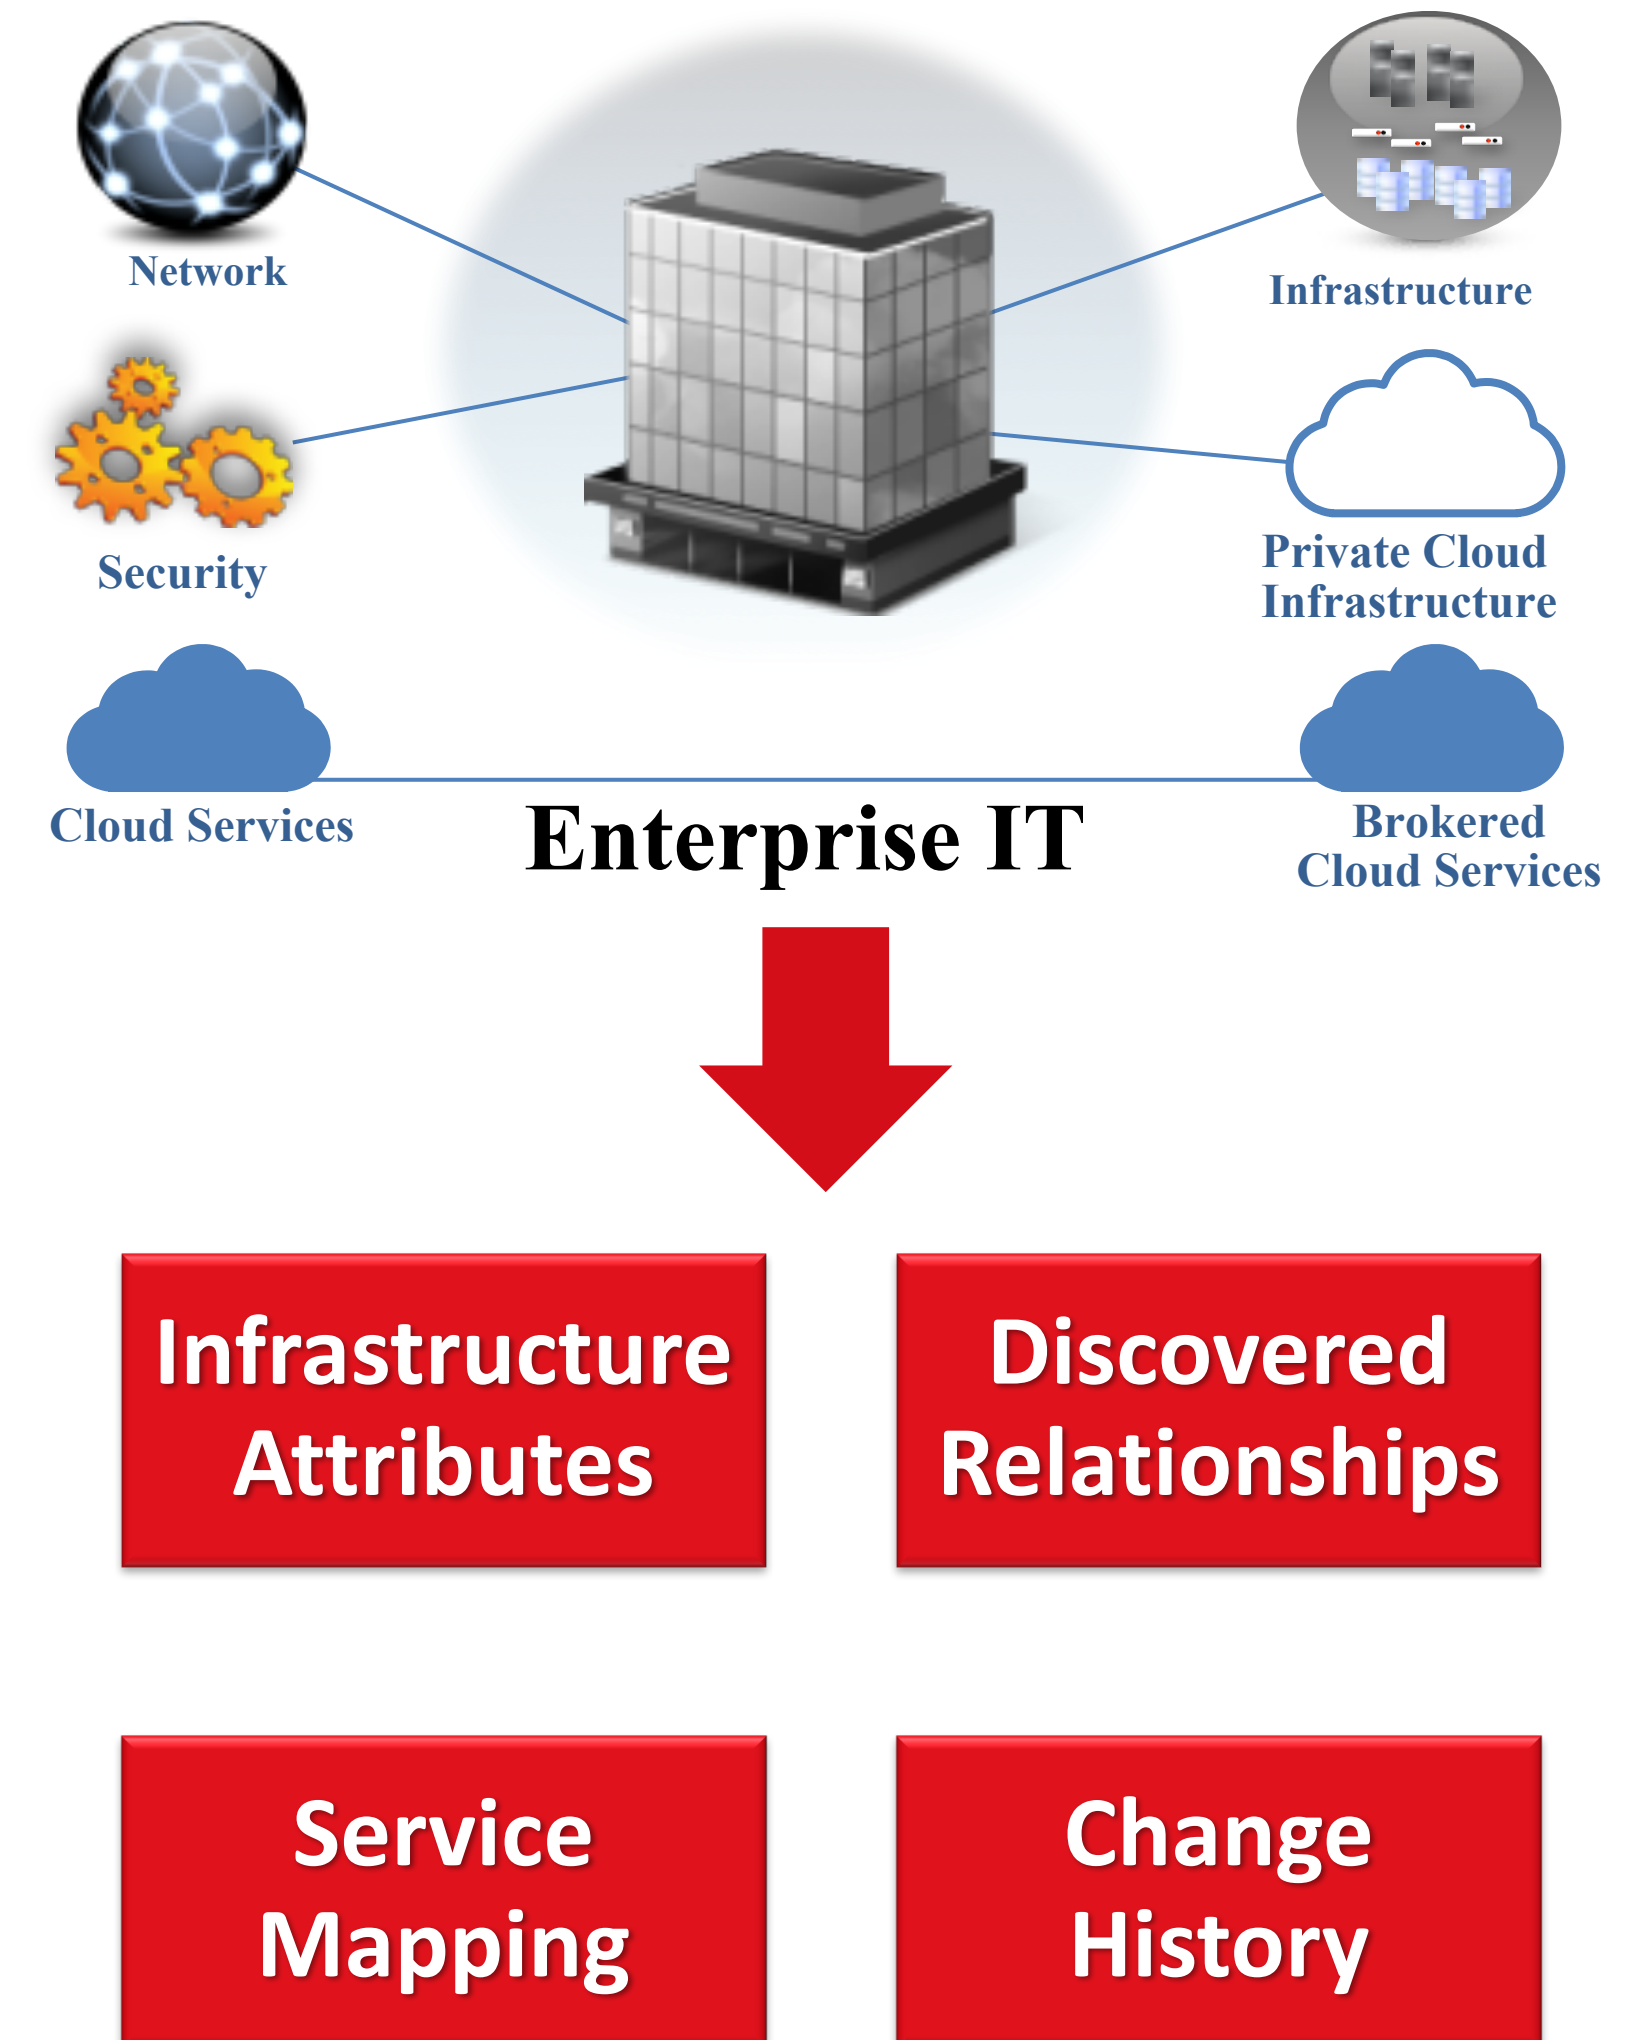 Network
Infrastructure
Security
Private Cloud
Infrastructure
Cloud Services
Enterprise IT
Brokered
Cloud Services
Infrastructure
Attributes
Discovered
Relationships
Service
Mapping
Change
History